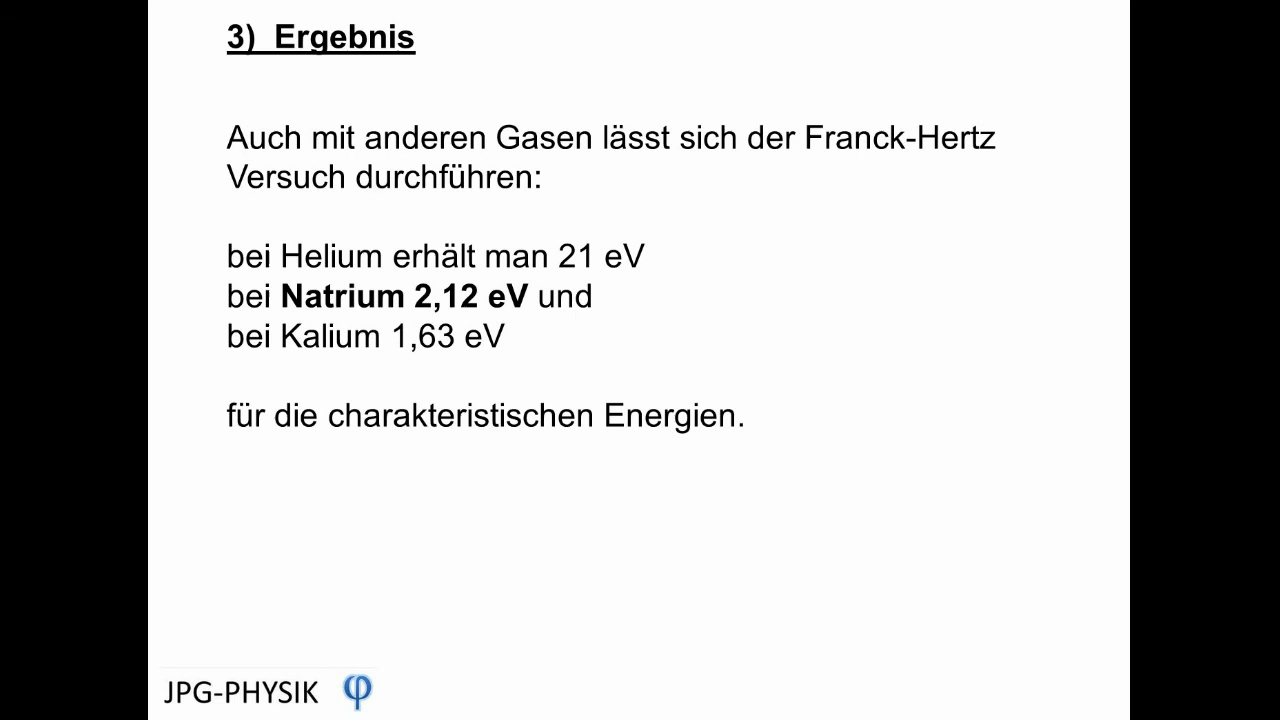 3) Ergebnis
Auch mit anderen Gasen lässt sich der Franck-Hertz
Versuch durchführen:
bei Helium erhält man 21 eV
bei Natrium 2,12 eV und
bei Kalium 1,63 eV
für die charakteristischen Energien.
JPG-PHYSIK φ